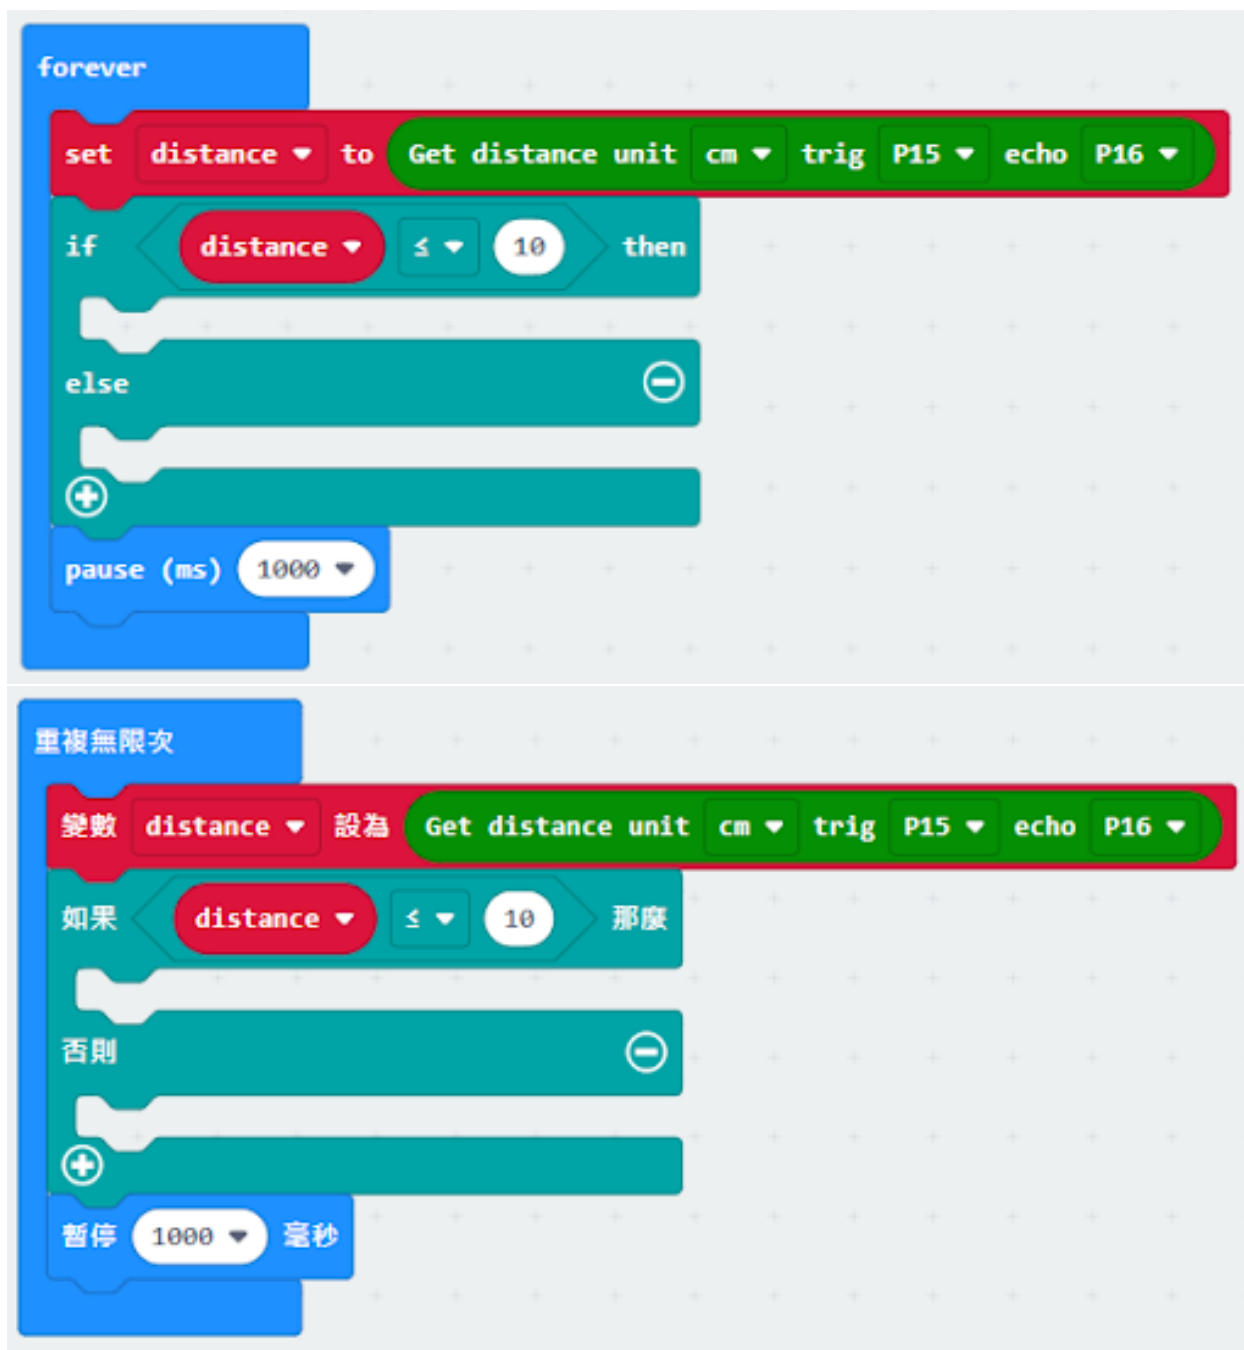 forever
set distance to Get distance unit cm trig P15 echo P16
if distance ≤ 10 then
else
pause (ms) 1000
重複無限次
變數 distance 設為 Get distance unit cm trig P15 echo P16
如果 distance ≤ 10 那麼
否則
暫停 1000 毫秒